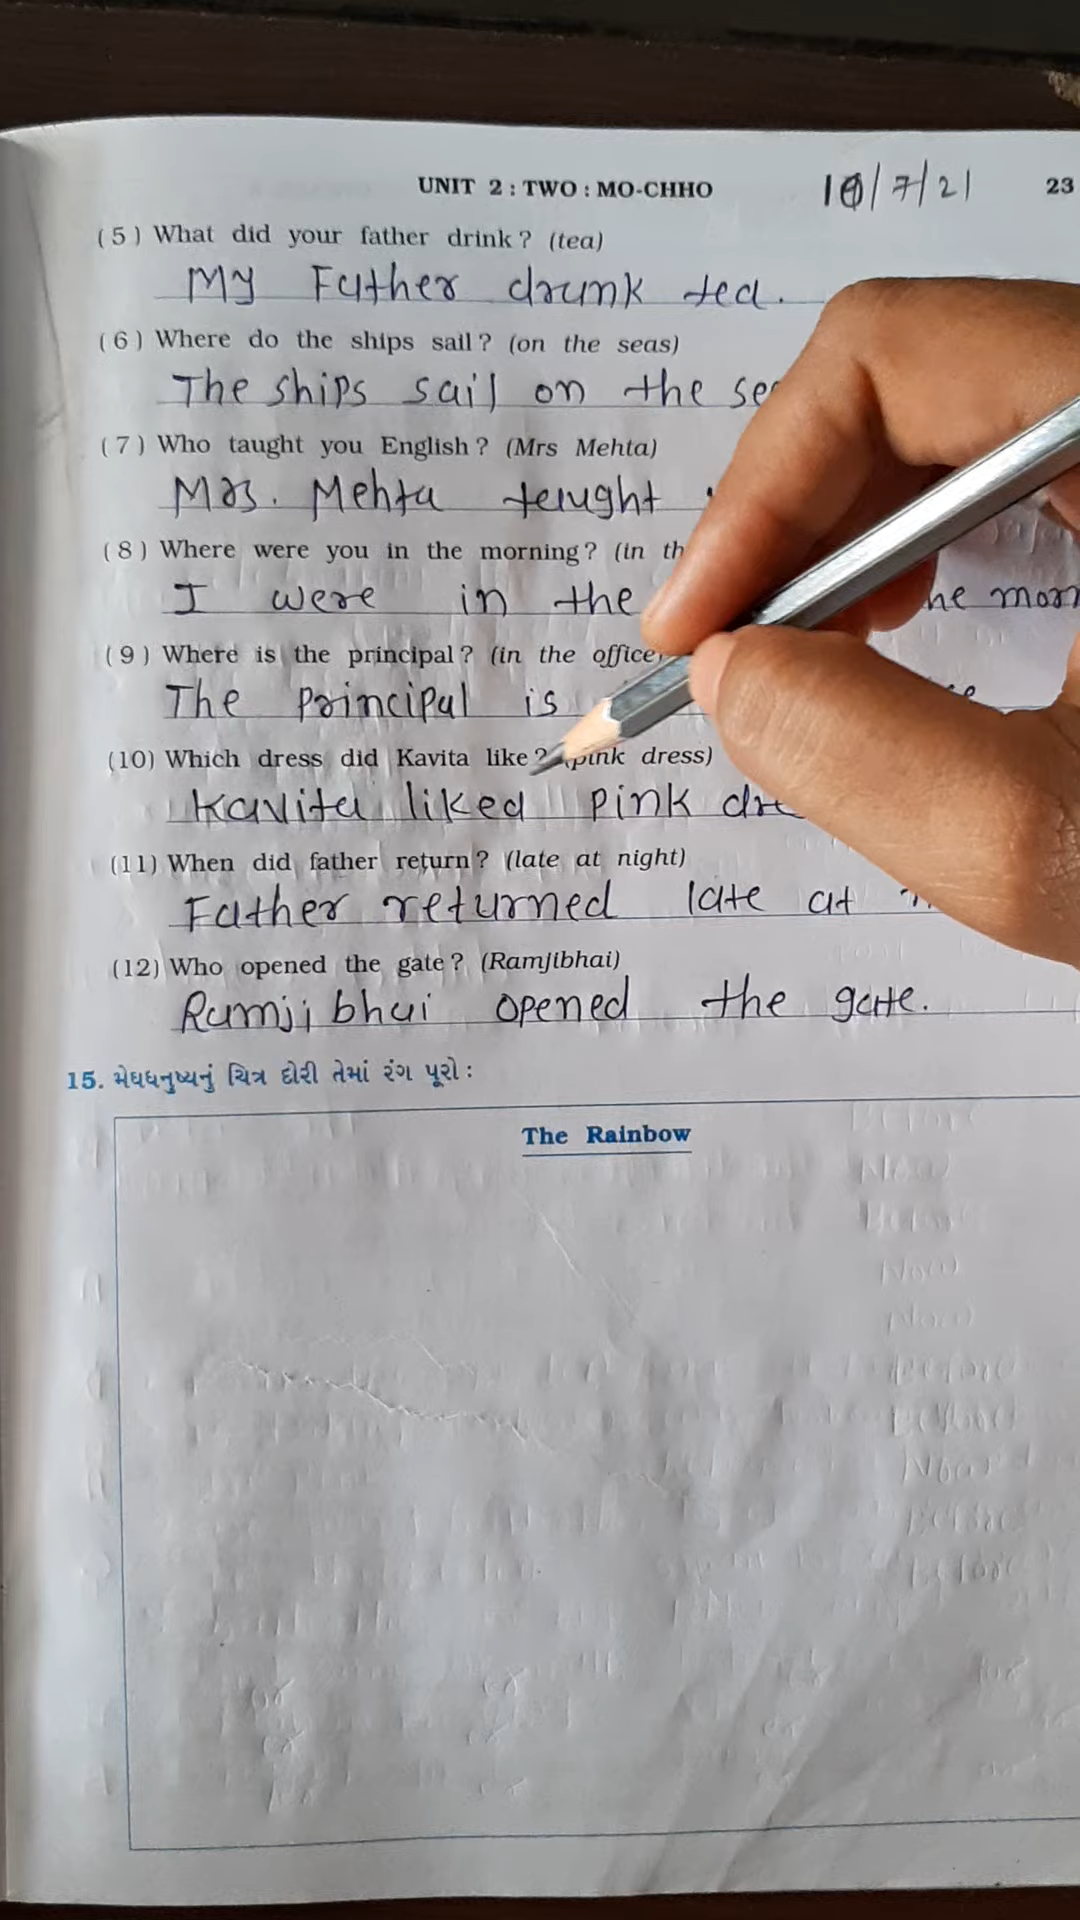 UNIT 2 : TWO : MO-CHHO 10/7/21 23
(5) What did your father drink? (tea)
My Father drunk tea.
(6) Where do the ships sail? (on the seas)
The ships sail on the
(7) Who taught you English? (Mrs Mehta)
Mrs. Mehta taught
(8) Where were you in the morning? (in
I were in the
(9) Where is the principal? (in the office
The Principal is
(10) Which dress did Kavita like? (pink dress)
Kavita liked pink
(11) When did father return? (late at night)
Father returned late at
(12) Who opened the gate? (Ramjibhai)
Ramjibhai opened the gate.
15. મેઘધનુષ્યનું ચિત્ર દોરી તેમાં રંગ પૂરો :
The Rainbow